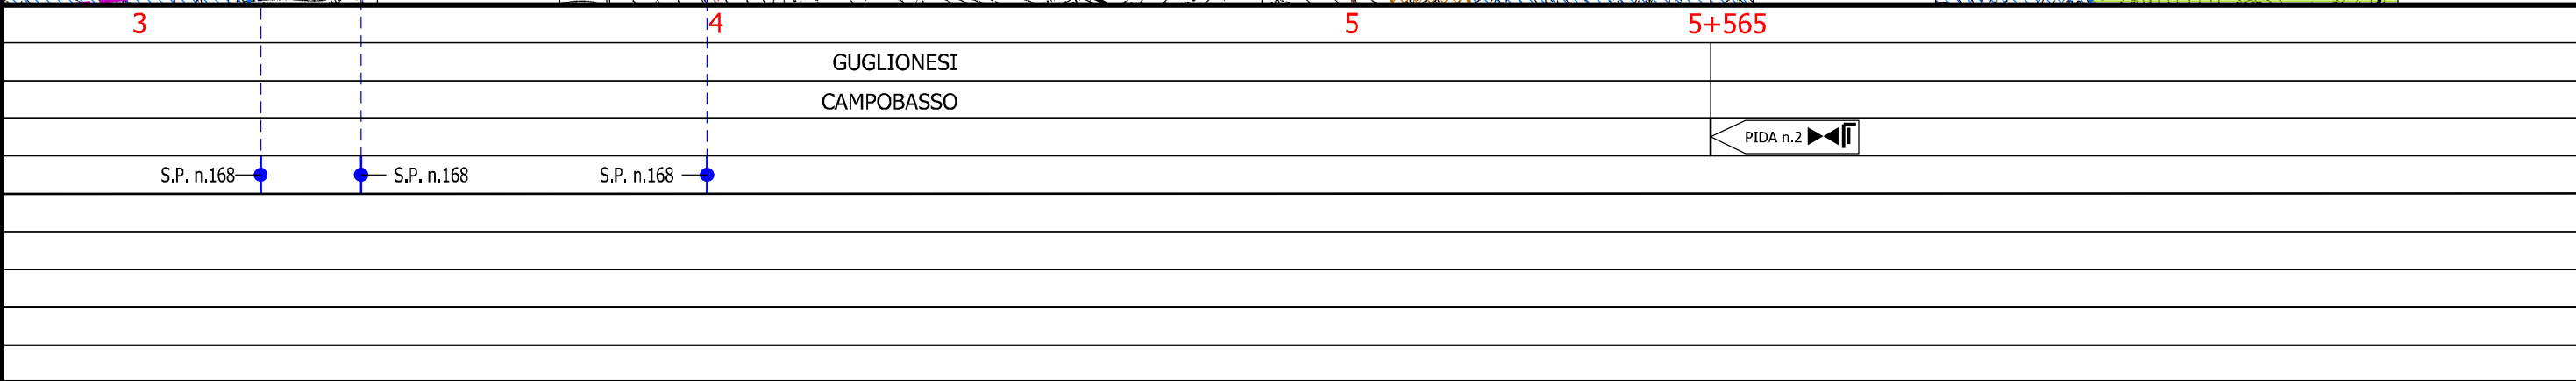 3 4 5 5+565
GUGLIONESI
CAMPOBASSO
PIDA n.2
S.P. n.168 S.P. n.168 S.P. n.168